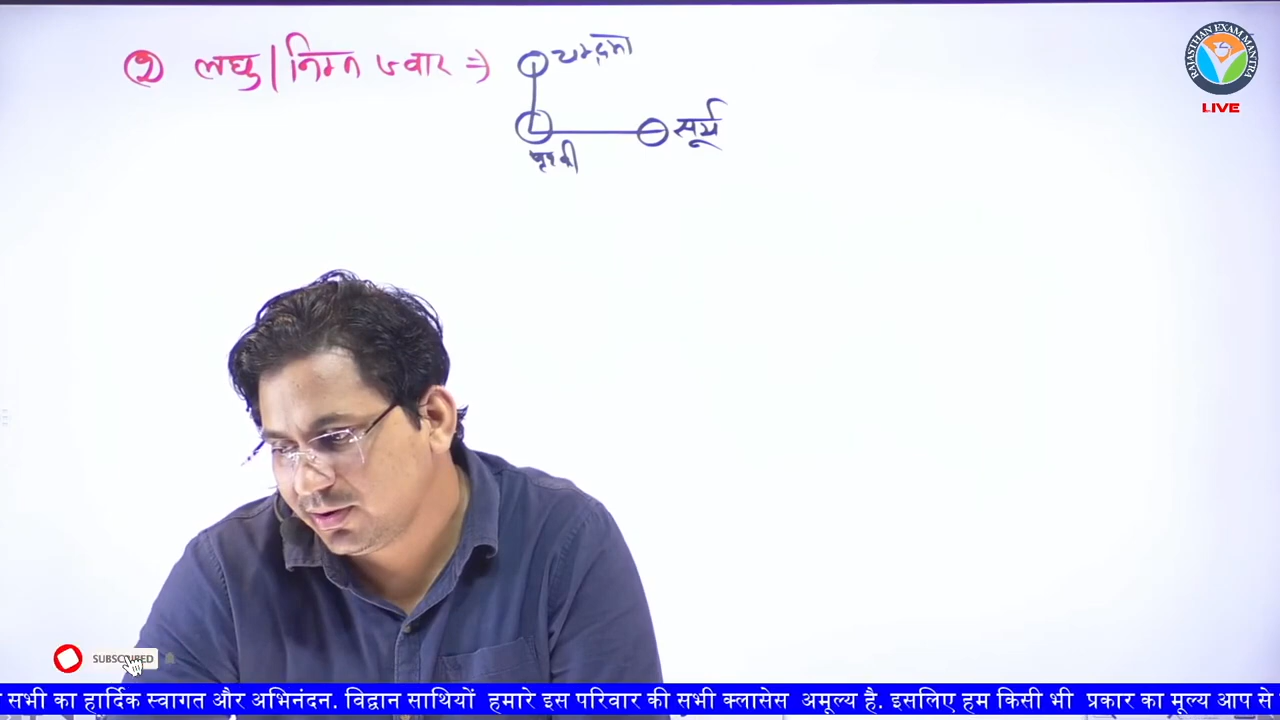 ② लघु | निम्न ज्वार ⇒ चन्द्रमा
सूर्य
पृथ्वी
RAJASTHAN EXAM MANTRA
LIVE
SUBSCRIBED
सभी का हार्दिक स्वागत और अभिनंदन. विद्वान साथियों हमारे इस परिवार की सभी क्लासेस अमूल्य है. इसलिए हम किसी भी प्रकार का मूल्य आप से